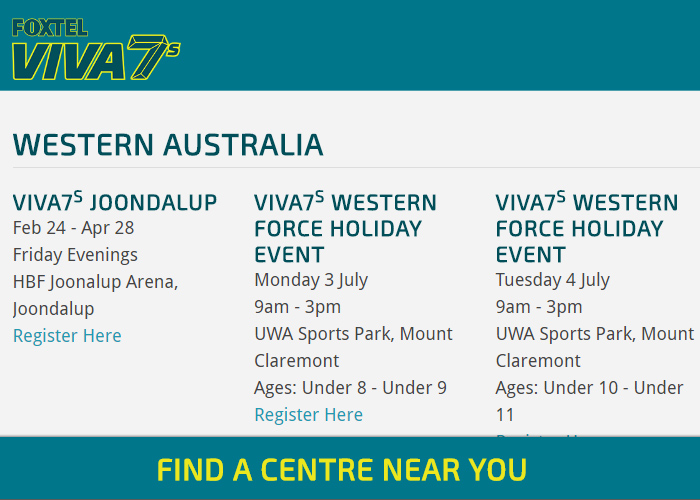 FOXTEL
VIVA7s
WESTERN AUSTRALIA
VIVA7S JOONDALUP
Feb 24 - Apr 28
Friday Evenings
HBF Joonalup Arena,
Joondalup
Register Here
VIVA7S WESTERN
FORCE HOLIDAY
EVENT
Monday 3 July
9am - 3pm
UWA Sports Park, Mount
Claremont
Ages: Under 8 - Under 9
Register Here
VIVA7S WESTERN
FORCE HOLIDAY
EVENT
Tuesday 4 July
9am - 3pm
UWA Sports Park, Mount
Claremont
Ages: Under 10 - Under
11
FIND A CENTRE NEAR YOU